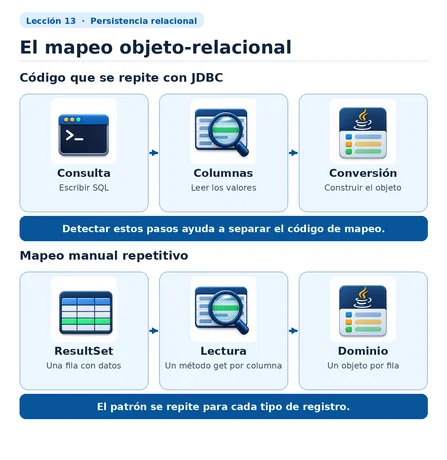 Lección 13 · Persistencia relacional
El mapeo objeto-relacional
Código que se repite con JDBC
Consulta
Escribir SQL
Columnas
Leer los valores
Conversión
Construir el objeto
Detectar estos pasos ayuda a separar el código de mapeo.
Mapeo manual repetitivo
ResultSet
Una fila con datos
Lectura
Un método get por columna
Dominio
Un objeto por fila
El patrón se repite para cada tipo de registro.